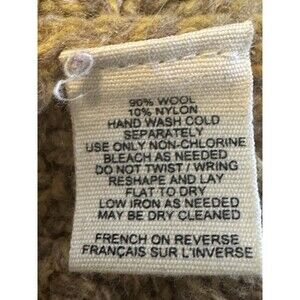 90% WOOL
10% NYLON
HAND WASH COLD
SEPARATELY
USE ONLY NON-CHLORINE
BLEACH AS NEEDED
DO NOT TWIST / WRING
RESHAPE AND LAY
FLAT TO DRY
LOW IRON AS NEEDED
MAY BE DRY CLEANED
FRENCH ON REVERSE
FRANÇAIS SUR L'INVERSE